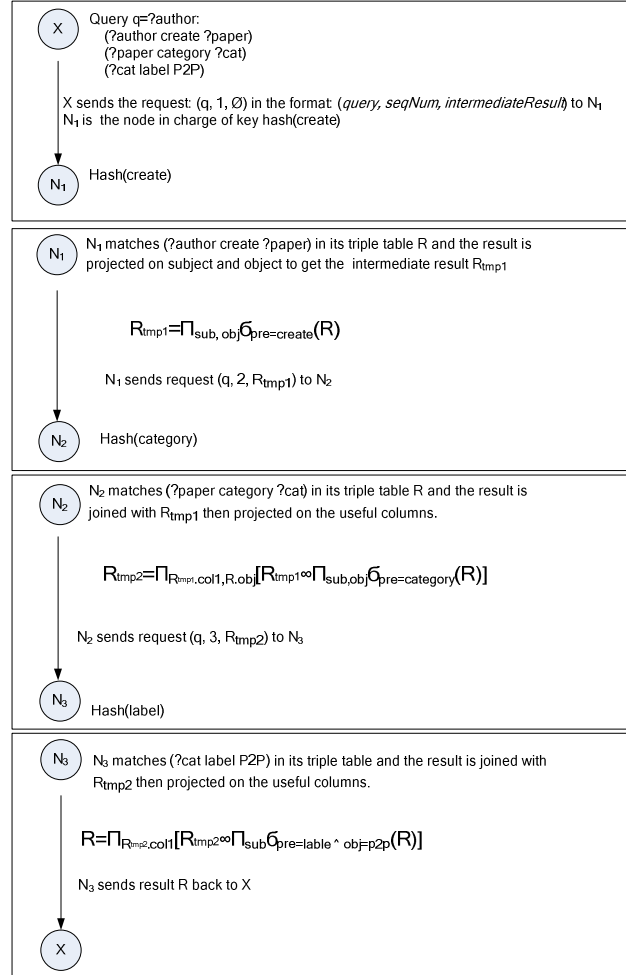 X
Query q=?author:
(?author create ?paper)
(?paper category ?cat)
(?cat label P2P)
X sends the request: (q, 1, Ø) in the format: (query, seqNum, intermediateResult) to N1
N1 is the node in charge of key hash(create)
N1
Hash(create)
N1
N1 matches (?author create ?paper) in its triple table R and the result is
projected on subject and object to get the intermediate result Rtmp1
Rtmp1=Πsub, objбpre=create(R)
N1 sends request (q, 2, Rtmp1) to N2
N2
Hash(category)
N2
N2 matches (?paper category ?cat) in its triple table R and the result is
joined with Rtmp1 then projected on the useful columns.
Rtmp2=ΠRtmp1.col1,R.obj[Rtmp1∞Πsub,objбpre=category(R)]
N2 sends request (q, 3, Rtmp2) to N3
N3
Hash(label)
N3
N3 matches (?cat label P2P) in its triple table and the result is joined with
Rtmp2 then projected on the useful columns.
R=ΠRtmp2.col1[Rtmp2∞Πsubбpre=lable ^ obj=p2p(R)]
N3 sends result R back to X
X